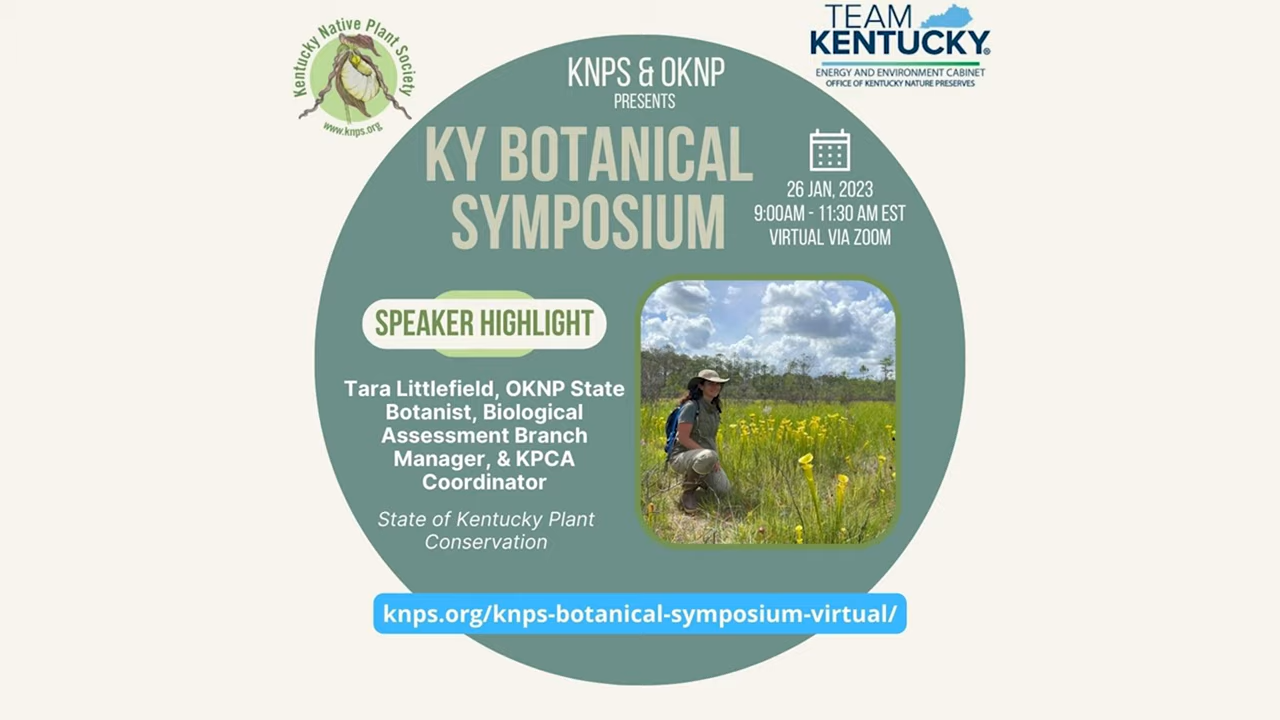 Kentucky Native Plant Society
www.knps.org
TEAM
KENTUCKY®
ENERGY AND ENVIRONMENT CABINET
OFFICE OF KENTUCKY NATURE PRESERVES
KNPS & OKNP
PRESENTS
KY BOTANICAL
SYMPOSIUM
26 JAN, 2023
9:00AM - 11:30 AM EST
VIRTUAL VIA ZOOM
SPEAKER HIGHLIGHT
Tara Littlefield, OKNP State
Botanist, Biological
Assessment Branch
Manager, & KPCA
Coordinator
State of Kentucky Plant
Conservation
knps.org/knps-botanical-symposium-virtual/